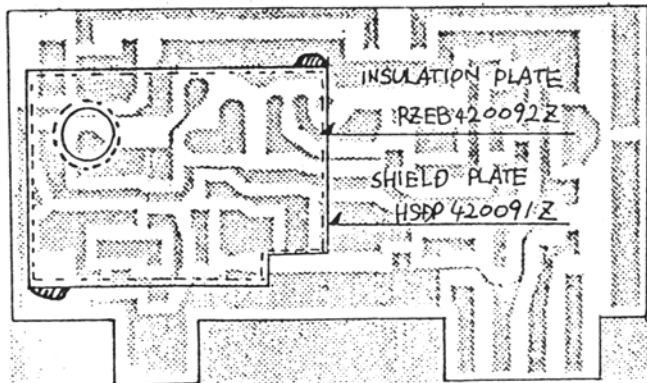 INSULATION PLATE
RZEB420092Z
SHIELD PLATE
HSDP420091Z